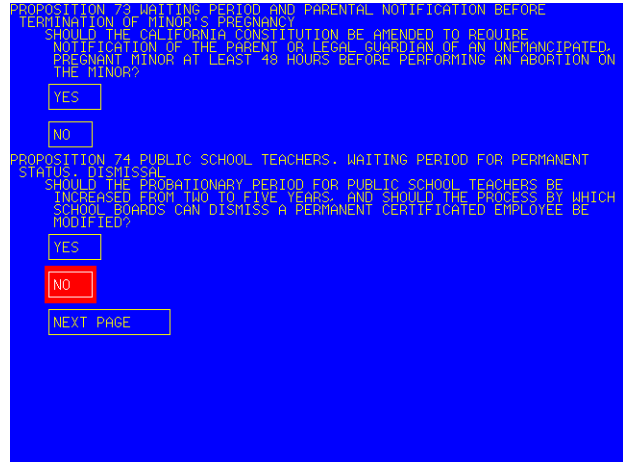 PROPOSITION 73 WAITING PERIOD AND PARENTAL NOTIFICATION BEFORE
TERMINATION OF MINOR'S PREGNANCY
SHOULD THE CALIFORNIA CONSTITUTION BE AMENDED TO REQUIRE
NOTIFICATION OF THE PARENT OR LEGAL GUARDIAN OF AN UNEMANCIPATED,
PREGNANT MINOR AT LEAST 48 HOURS BEFORE PERFORMING AN ABORTION ON
THE MINOR?
YES
NO
PROPOSITION 74 PUBLIC SCHOOL TEACHERS. WAITING PERIOD FOR PERMANENT
STATUS. DISMISSAL
SHOULD THE PROBATIONARY PERIOD FOR PUBLIC SCHOOL TEACHERS BE
INCREASED FROM TWO TO FIVE YEARS, AND SHOULD THE PROCESS BY WHICH
SCHOOL BOARDS CAN DISMISS A PERMANENT CERTIFICATED EMPLOYEE BE
MODIFIED?
YES
NO
NEXT PAGE